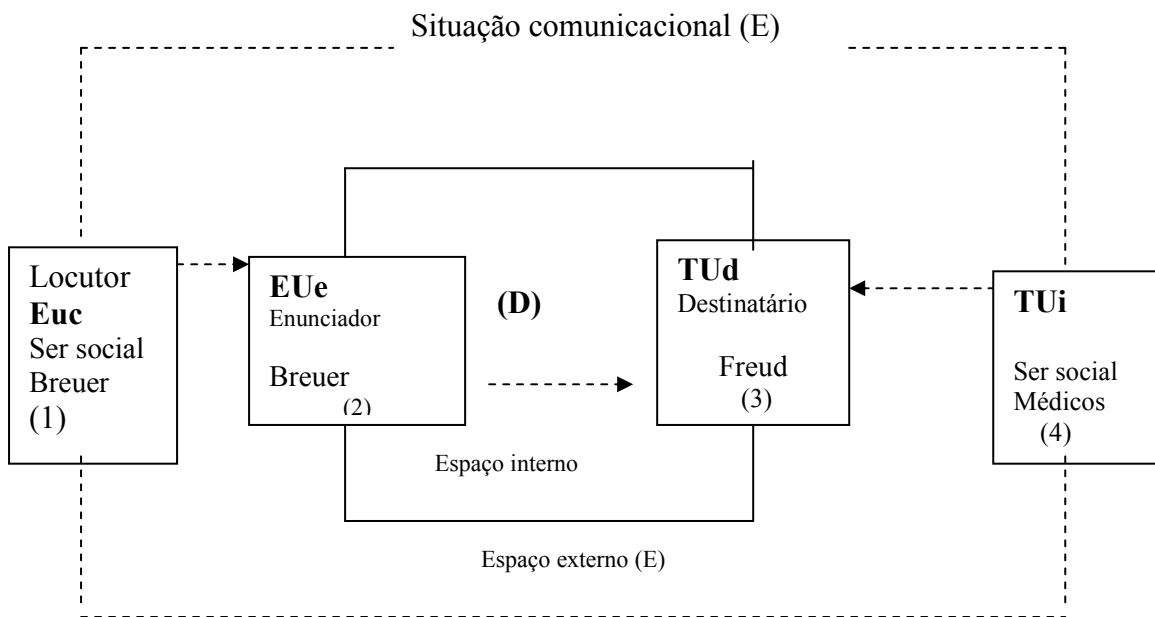 Situação comunicacional (E)
Locutor
Euc
Ser social
Breuer
(1)
EUe
Enunciador
Breuer
(2)
(D)
TUd
Destinatário
Freud
(3)
TUi
Ser social
Médicos
(4)
Espaço interno
Espaço externo (E)